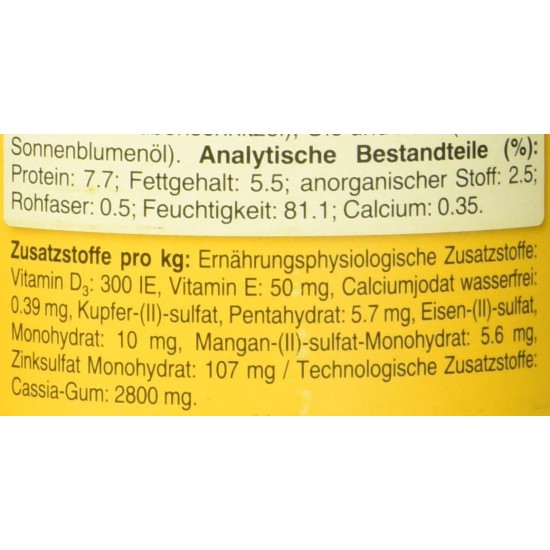 Sonnenblumenöl). Analytische Bestandteile (%):
Protein: 7.7; Fettgehalt: 5.5; anorganischer Stoff: 2.5;
Rohfaser: 0.5; Feuchtigkeit: 81.1; Calcium: 0.35.
Zusatzstoffe pro kg: Ernährungsphysiologische Zusatzstoffe:
Vitamin D₃: 300 IE, Vitamin E: 50 mg, Calciumjodat wasserfrei:
0.39 mg, Kupfer-(II)-sulfat, Pentahydrat: 5.7 mg, Eisen-(II)-sulfat,
Monohydrat: 10 mg, Mangan-(II)-sulfat-Monohydrat: 5.6 mg,
Zinksulfat Monohydrat: 107 mg / Technologische Zusatzstoffe:
Cassia-Gum: 2800 mg.